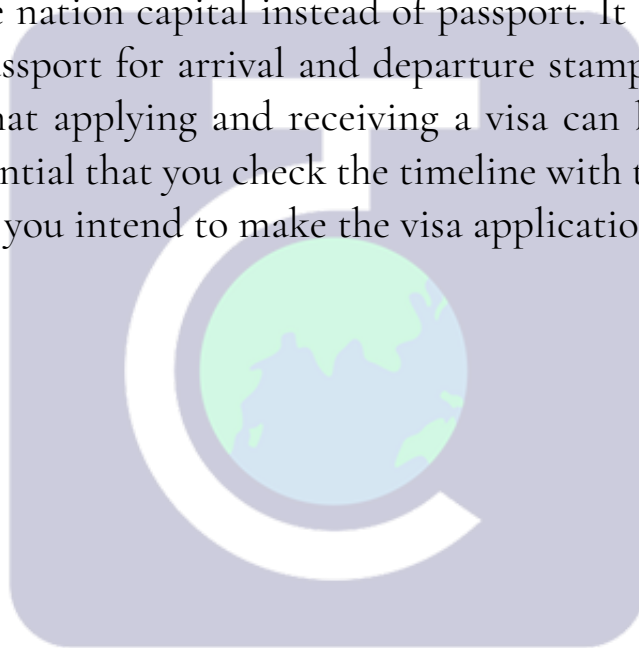 nation capital instead of passport. It
ssport for arrival and departure stamp
hat applying and receiving a visa can
ntial that you check the timeline with
you intend to make the visa applicatio